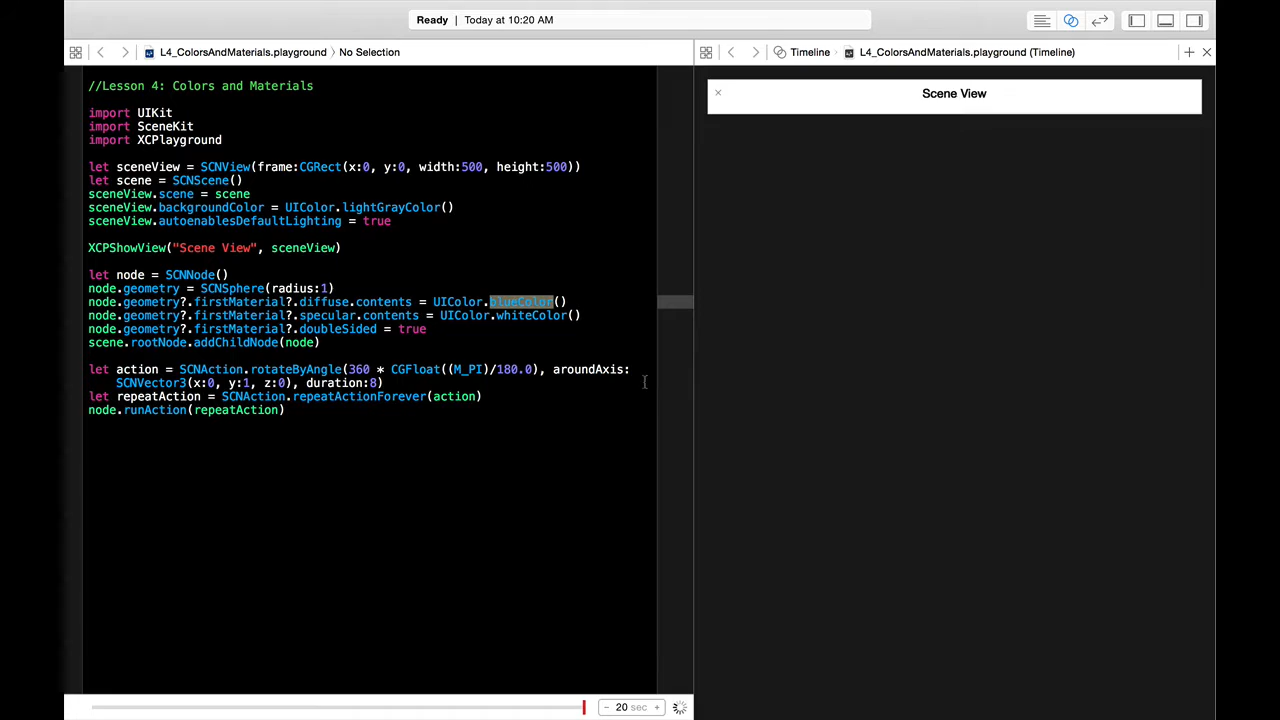 Ready | Today at 10:20 AM
L4_ColorsAndMaterials.playground › No Selection
Timeline › L4_ColorsAndMaterials.playground (Timeline)
//Lesson 4: Colors and Materials
import UIKit
import SceneKit
import XCPlayground
let sceneView = SCNView(frame:CGRect(x:0, y:0, width:500, height:500))
let scene = SCNScene()
sceneView.scene = scene
sceneView.backgroundColor = UIColor.lightGrayColor()
sceneView.autoenablesDefaultLighting = true
XCPShowView("Scene View", sceneView)
let node = SCNNode()
node.geometry = SCNSphere(radius:1)
node.geometry?.firstMaterial?.diffuse.contents = UIColor.blueColor()
node.geometry?.firstMaterial?.specular.contents = UIColor.whiteColor()
node.geometry?.firstMaterial?.doubleSided = true
scene.rootNode.addChildNode(node)
let action = SCNAction.rotateByAngle(360 * CGFloat((M_PI)/180.0), aroundAxis:
SCNVector3(x:0, y:1, z:0), duration:8)
let repeatAction = SCNAction.repeatActionForever(action)
node.runAction(repeatAction)
Scene View
− 20 sec +